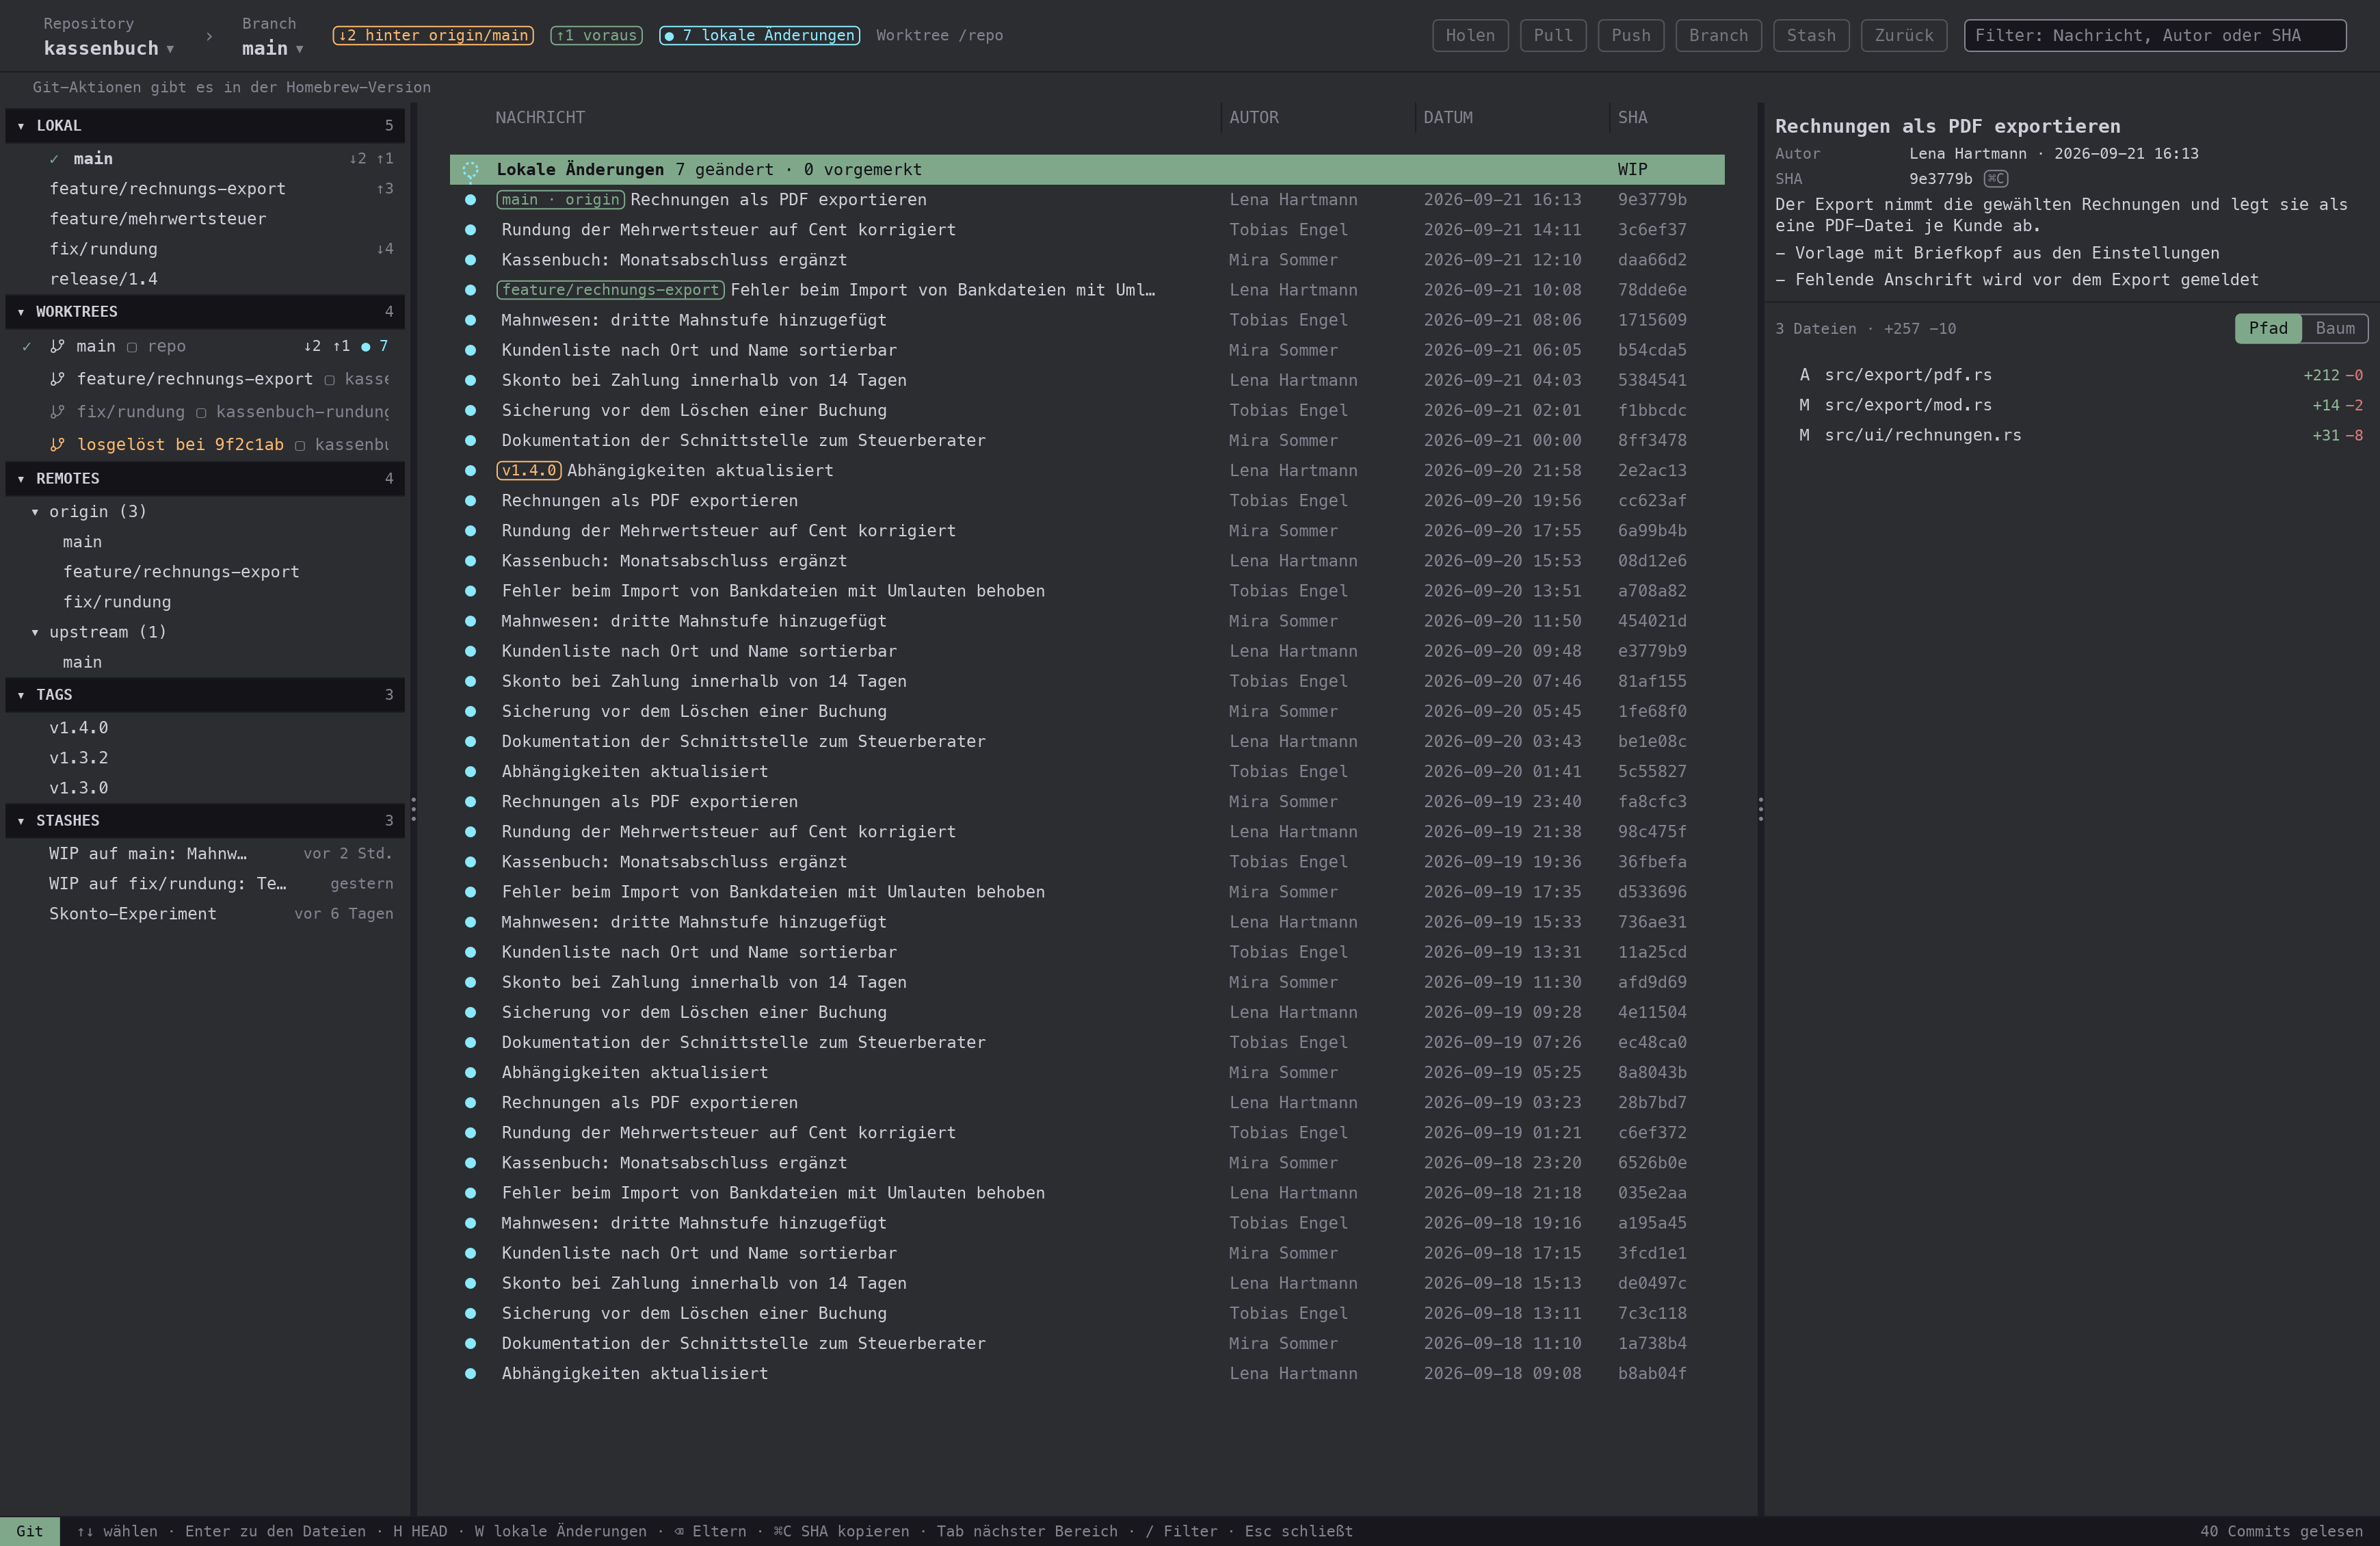 Repository
kassenbuch ▾
›
Branch
main ▾
↓2 hinter origin/main
↑1 voraus
● 7 lokale Änderungen
Worktree /repo
Holen
Pull
Push
Branch
Stash
Zurück
Filter: Nachricht, Autor oder SHA
Git-Aktionen gibt es in der Homebrew-Version
▾ LOKAL 5
✓ main ↓2 ↑1
feature/rechnungs-export ↑3
feature/mehrwertsteuer
fix/rundung ↓4
release/1.4
▾ WORKTREES 4
✓ main ▢ repo ↓2 ↑1 ● 7
feature/rechnungs-export ▢ kasse
fix/rundung ▢ kassenbuch-rundung
losgelöst bei 9f2c1ab ▢ kassenbu
▾ REMOTES 4
▾ origin (3)
main
feature/rechnungs-export
fix/rundung
▾ upstream (1)
main
▾ TAGS 3
v1.4.0
v1.3.2
v1.3.0
▾ STASHES 3
WIP auf main: Mahnw… vor 2 Std.
WIP auf fix/rundung: Te… gestern
Skonto-Experiment vor 6 Tagen
NACHRICHT AUTOR DATUM SHA
Lokale Änderungen 7 geändert · 0 vorgemerkt WIP
main · origin Rechnungen als PDF exportieren Lena Hartmann 2026-09-21 16:13 9e3779b
Rundung der Mehrwertsteuer auf Cent korrigiert Tobias Engel 2026-09-21 14:11 3c6ef37
Kassenbuch: Monatsabschluss ergänzt Mira Sommer 2026-09-21 12:10 daa66d2
feature/rechnungs-export Fehler beim Import von Bankdateien mit Uml… Lena Hartmann 2026-09-21 10:08 78dde6e
Mahnwesen: dritte Mahnstufe hinzugefügt Tobias Engel 2026-09-21 08:06 1715609
Kundenliste nach Ort und Name sortierbar Mira Sommer 2026-09-21 06:05 b54cda5
Skonto bei Zahlung innerhalb von 14 Tagen Lena Hartmann 2026-09-21 04:03 5384541
Sicherung vor dem Löschen einer Buchung Tobias Engel 2026-09-21 02:01 f1bbcdc
Dokumentation der Schnittstelle zum Steuerberater Mira Sommer 2026-09-21 00:00 8ff3478
v1.4.0 Abhängigkeiten aktualisiert Lena Hartmann 2026-09-20 21:58 2e2ac13
Rechnungen als PDF exportieren Tobias Engel 2026-09-20 19:56 cc623af
Rundung der Mehrwertsteuer auf Cent korrigiert Mira Sommer 2026-09-20 17:55 6a99b4b
Kassenbuch: Monatsabschluss ergänzt Lena Hartmann 2026-09-20 15:53 08d12e6
Fehler beim Import von Bankdateien mit Umlauten behoben Tobias Engel 2026-09-20 13:51 a708a82
Mahnwesen: dritte Mahnstufe hinzugefügt Mira Sommer 2026-09-20 11:50 454021d
Kundenliste nach Ort und Name sortierbar Lena Hartmann 2026-09-20 09:48 e3779b9
Skonto bei Zahlung innerhalb von 14 Tagen Tobias Engel 2026-09-20 07:46 81af155
Sicherung vor dem Löschen einer Buchung Mira Sommer 2026-09-20 05:45 1fe68f0
Dokumentation der Schnittstelle zum Steuerberater Lena Hartmann 2026-09-20 03:43 be1e08c
Abhängigkeiten aktualisiert Tobias Engel 2026-09-20 01:41 5c55827
Rechnungen als PDF exportieren Mira Sommer 2026-09-19 23:40 fa8cfc3
Rundung der Mehrwertsteuer auf Cent korrigiert Lena Hartmann 2026-09-19 21:38 98c475f
Kassenbuch: Monatsabschluss ergänzt Tobias Engel 2026-09-19 19:36 36fbefa
Fehler beim Import von Bankdateien mit Umlauten behoben Mira Sommer 2026-09-19 17:35 d533696
Mahnwesen: dritte Mahnstufe hinzugefügt Lena Hartmann 2026-09-19 15:33 736ae31
Kundenliste nach Ort und Name sortierbar Tobias Engel 2026-09-19 13:31 11a25cd
Skonto bei Zahlung innerhalb von 14 Tagen Mira Sommer 2026-09-19 11:30 afd9d69
Sicherung vor dem Löschen einer Buchung Lena Hartmann 2026-09-19 09:28 4e11504
Dokumentation der Schnittstelle zum Steuerberater Tobias Engel 2026-09-19 07:26 ec48ca0
Abhängigkeiten aktualisiert Mira Sommer 2026-09-19 05:25 8a8043b
Rechnungen als PDF exportieren Lena Hartmann 2026-09-19 03:23 28b7bd7
Rundung der Mehrwertsteuer auf Cent korrigiert Tobias Engel 2026-09-19 01:21 c6ef372
Kassenbuch: Monatsabschluss ergänzt Mira Sommer 2026-09-18 23:20 6526b0e
Fehler beim Import von Bankdateien mit Umlauten behoben Lena Hartmann 2026-09-18 21:18 035e2aa
Mahnwesen: dritte Mahnstufe hinzugefügt Tobias Engel 2026-09-18 19:16 a195a45
Kundenliste nach Ort und Name sortierbar Mira Sommer 2026-09-18 17:15 3fcd1e1
Skonto bei Zahlung innerhalb von 14 Tagen Lena Hartmann 2026-09-18 15:13 de0497c
Sicherung vor dem Löschen einer Buchung Tobias Engel 2026-09-18 13:11 7c3c118
Dokumentation der Schnittstelle zum Steuerberater Mira Sommer 2026-09-18 11:10 1a738b4
Abhängigkeiten aktualisiert Lena Hartmann 2026-09-18 09:08 b8ab04f
Rechnungen als PDF exportieren
Autor Lena Hartmann · 2026-09-21 16:13
SHA 9e3779b ⌘C
Der Export nimmt die gewählten Rechnungen und legt sie als
eine PDF-Datei je Kunde ab.
- Vorlage mit Briefkopf aus den Einstellungen
- Fehlende Anschrift wird vor dem Export gemeldet
3 Dateien · +257 −10
Pfad Baum
A src/export/pdf.rs +212 −0
M src/export/mod.rs +14 −2
M src/ui/rechnungen.rs +31 −8
Git
↑↓ wählen · Enter zu den Dateien · H HEAD · W lokale Änderungen · ⌫ Eltern · ⌘C SHA kopieren · Tab nächster Bereich · / Filter · Esc schließt
40 Commits gelesen